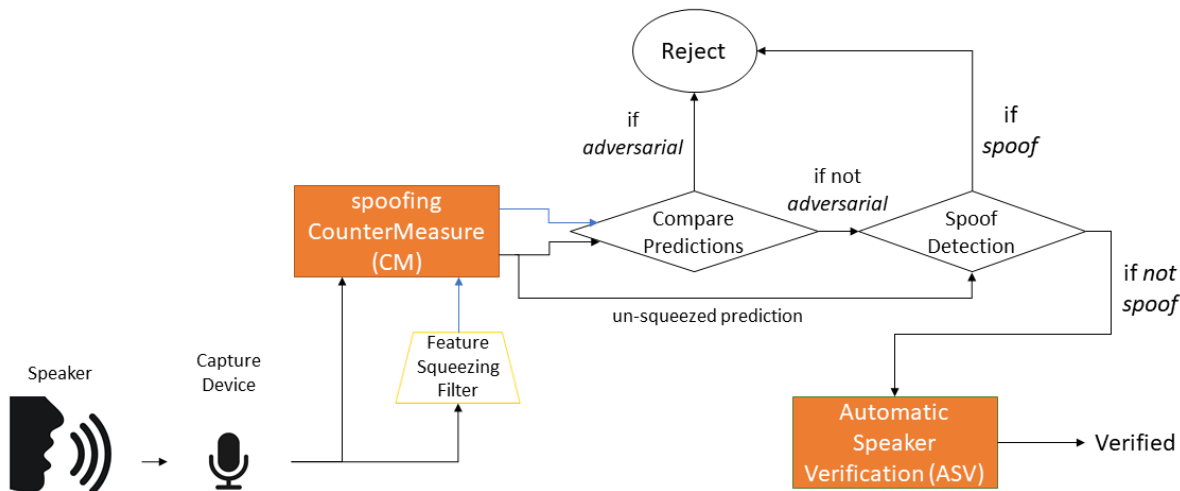 Reject
if
adversarial
if
spoof
if not
adversarial
spoofing
CounterMeasure
(CM)
Compare
Predictions
Spoof
Detection
if not
spoof
un-squeezed prediction
Feature
Squeezing
Filter
Speaker
Capture
Device
Automatic
Speaker
Verification (ASV)
Verified